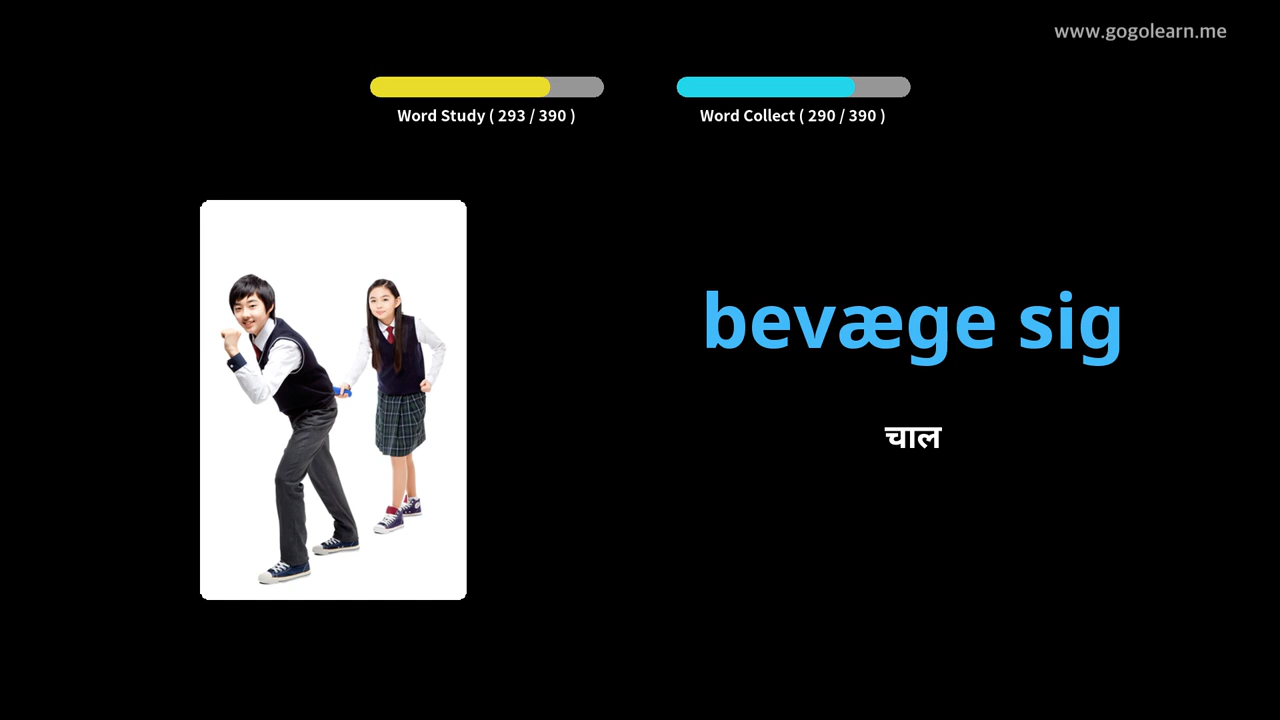 www.gogolearn.me
Word Study ( 293 / 390 )
Word Collect ( 290 / 390 )
bevæge sig
चाल